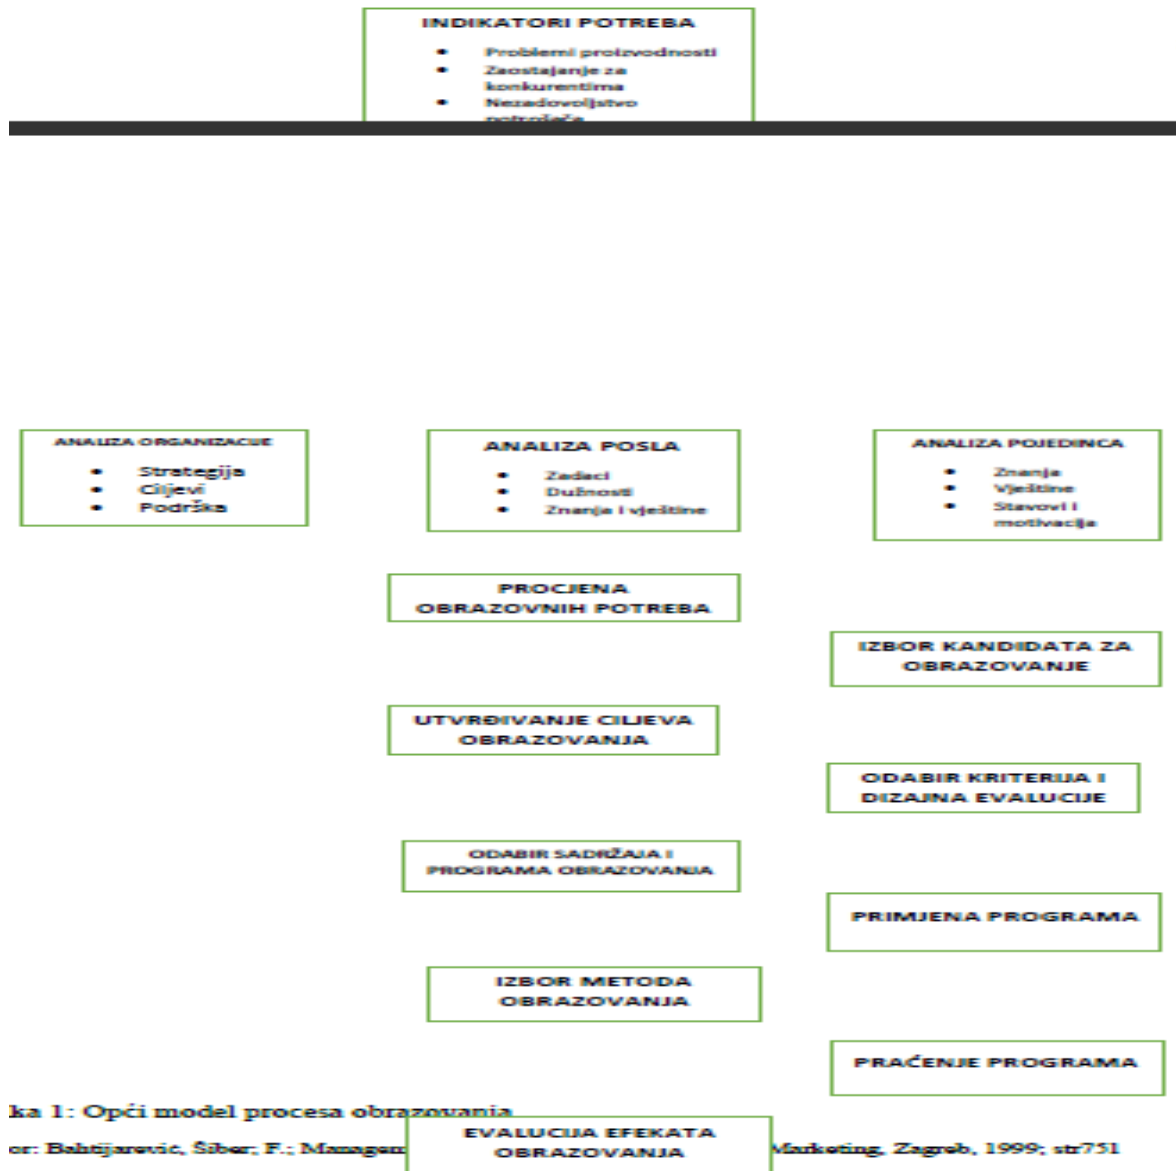 INDIKATORI POTREBA
• Problemi proizvodnosti
• Zaostajanje za
konkurentima
• Nezadovoljstvo
potrošača
ANALIZA ORGANIZACIJE
• Strategija
• Ciljevi
• Podrška
ANALIZA POSLA
• Zadaci
• Dužnosti
• Znanja i vještine
ANALIZA POJEDINCA
• Znanja
• Vještine
• Stavovi i
motivacija
PROCJENA
OBRAZOVNIH POTREBA
IZBOR KANDIDATA ZA
OBRAZOVANJE
UTVRĐIVANJE CILJEVA
OBRAZOVANJA
ODABIR KRITERIJA I
DIZAJNA EVALUCIJE
ODABIR SADRŽAJA I
PROGRAMA OBRAZOVANJA
PRIMJENA PROGRAMA
IZBOR METODA
OBRAZOVANJA
PRAĆENJE PROGRAMA
ka 1: Opći model procesa obrazovanja
EVALUCIJA EFEKATA
OBRAZOVANJA
or: Bahtijarević, Šiber; F.; Managem Marketing, Zagreb, 1999; str751